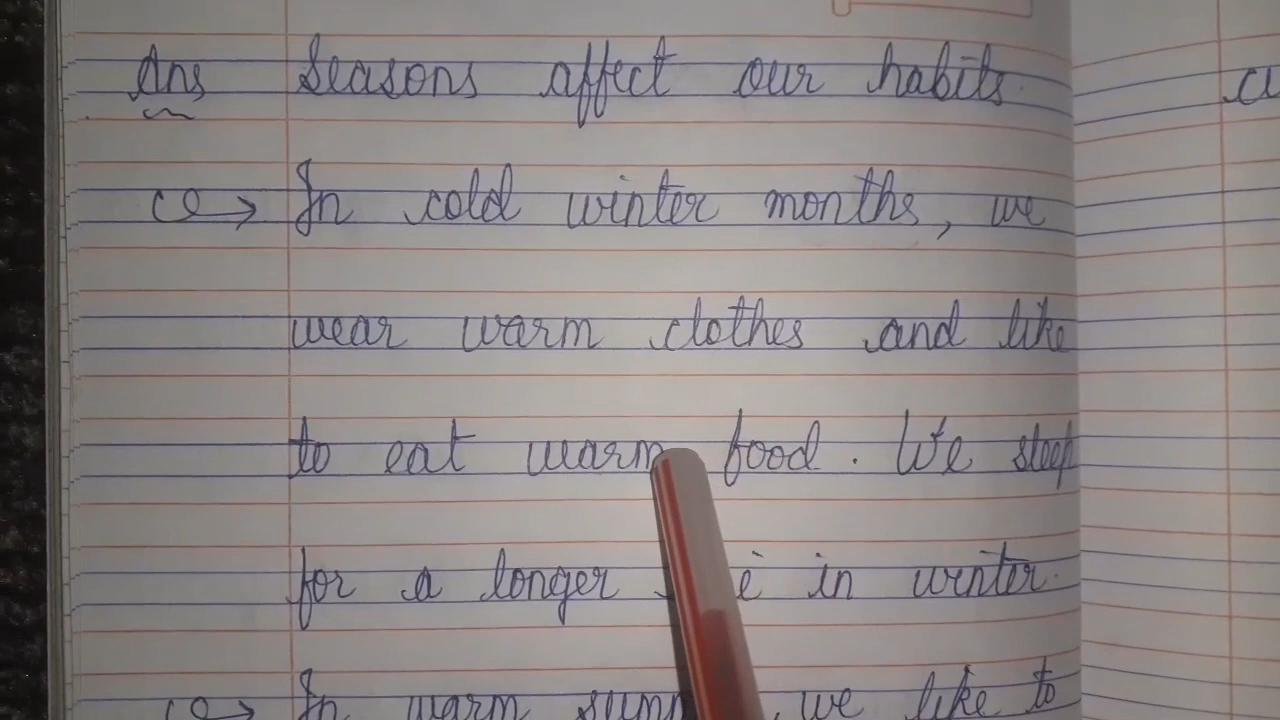 Ans Seasons affect our habits.
→ In cold winter months, we
wear warm clothes and like
to eat warm food. We sleep
for a longer in winter.
→ In warm we like to